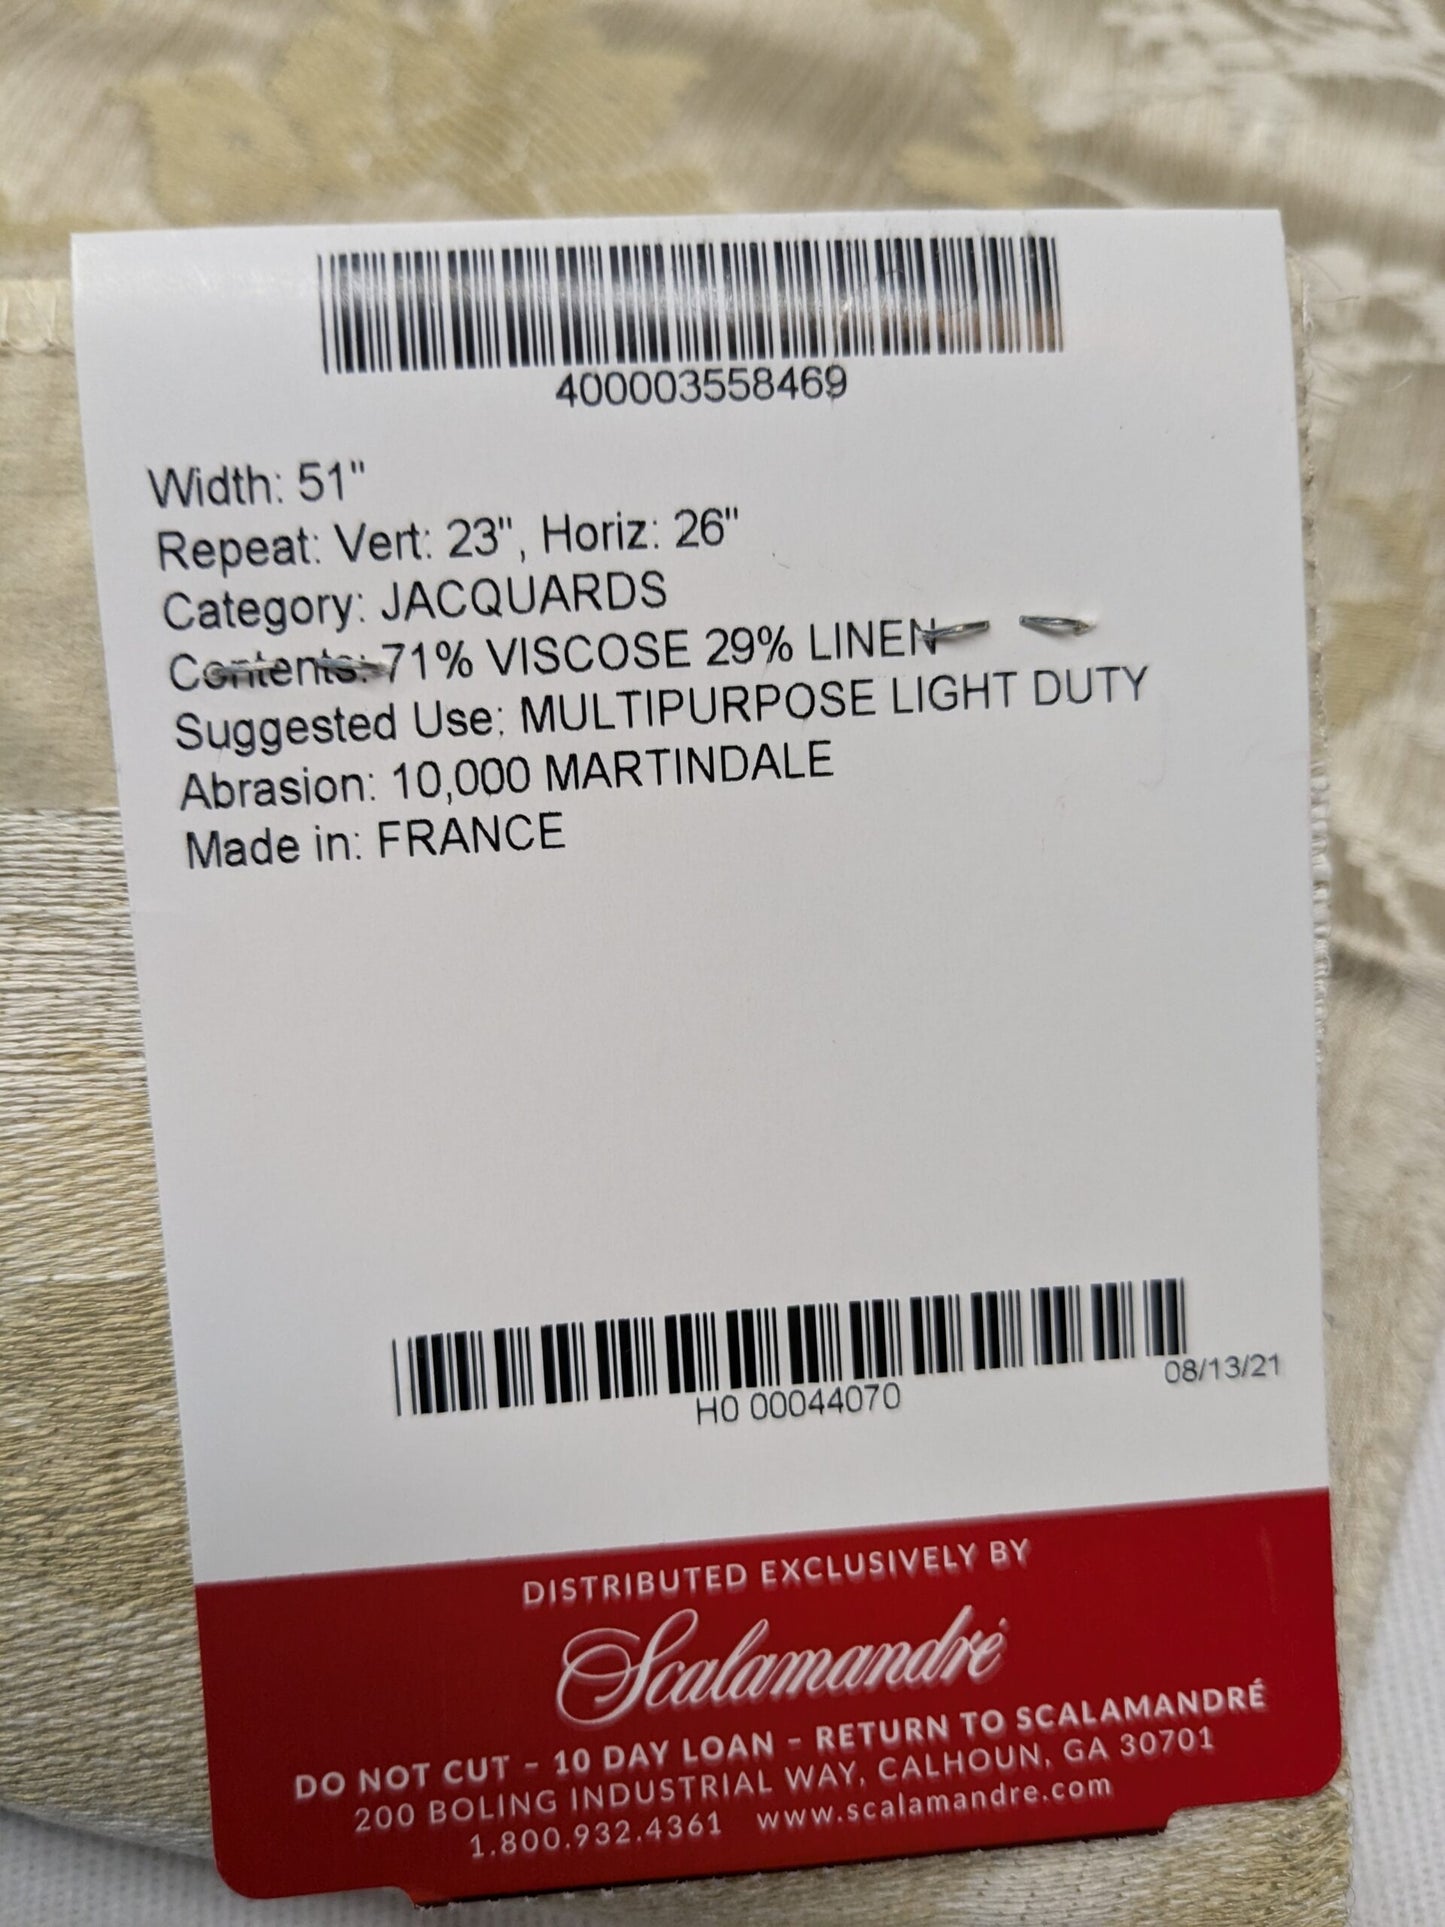 400003558469
Width: 51"
Repeat: Vert: 23", Horiz: 26"
Category: JACQUARDS
Contents: 71% VISCOSE 29% LINEN
Suggested Use: MULTIPURPOSE LIGHT DUTY
Abrasion: 10,000 MARTINDALE
Made in: FRANCE
H0 00044070
08/13/21
DISTRIBUTED EXCLUSIVELY BY
Scalamandré
DO NOT CUT - 10 DAY LOAN - RETURN TO SCALAMANDRÉ
200 BOLING INDUSTRIAL WAY, CALHOUN, GA 30701
1.800.932.4361 www.scalamandre.com